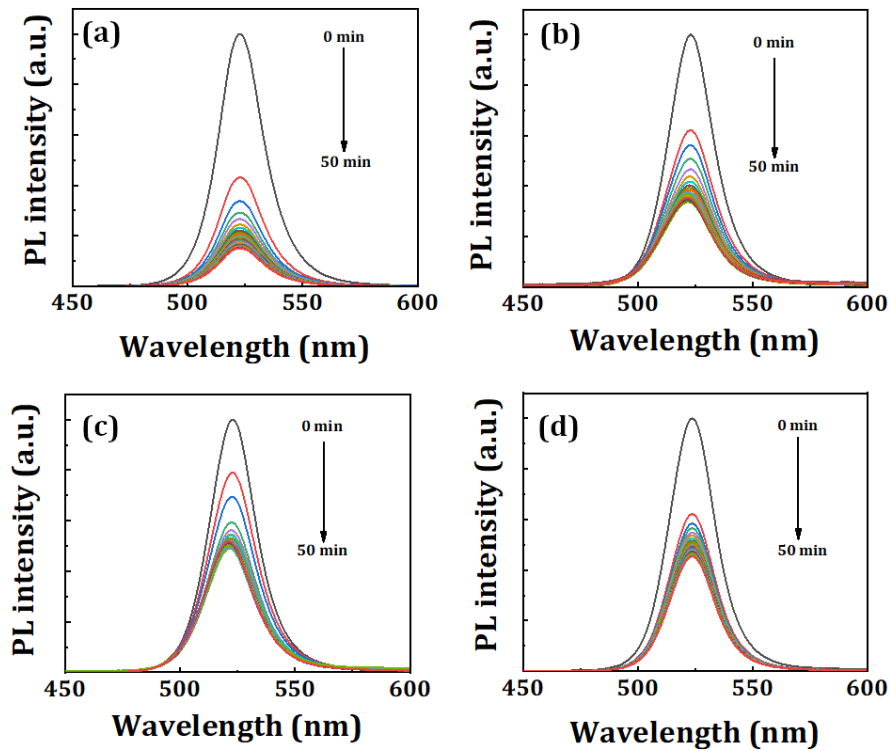 (a)
0 min
50 min
PL intensity (a.u.)
450 500 550 600
Wavelength (nm)
(b)
0 min
50 min
PL intensity (a.u.)
450 500 550 600
Wavelength (nm)
(c)
0 min
50 min
PL intensity (a.u.)
450 500 550 600
Wavelength (nm)
(d)
0 min
50 min
PL intensity (a.u.)
450 500 550 600
Wavelength (nm)